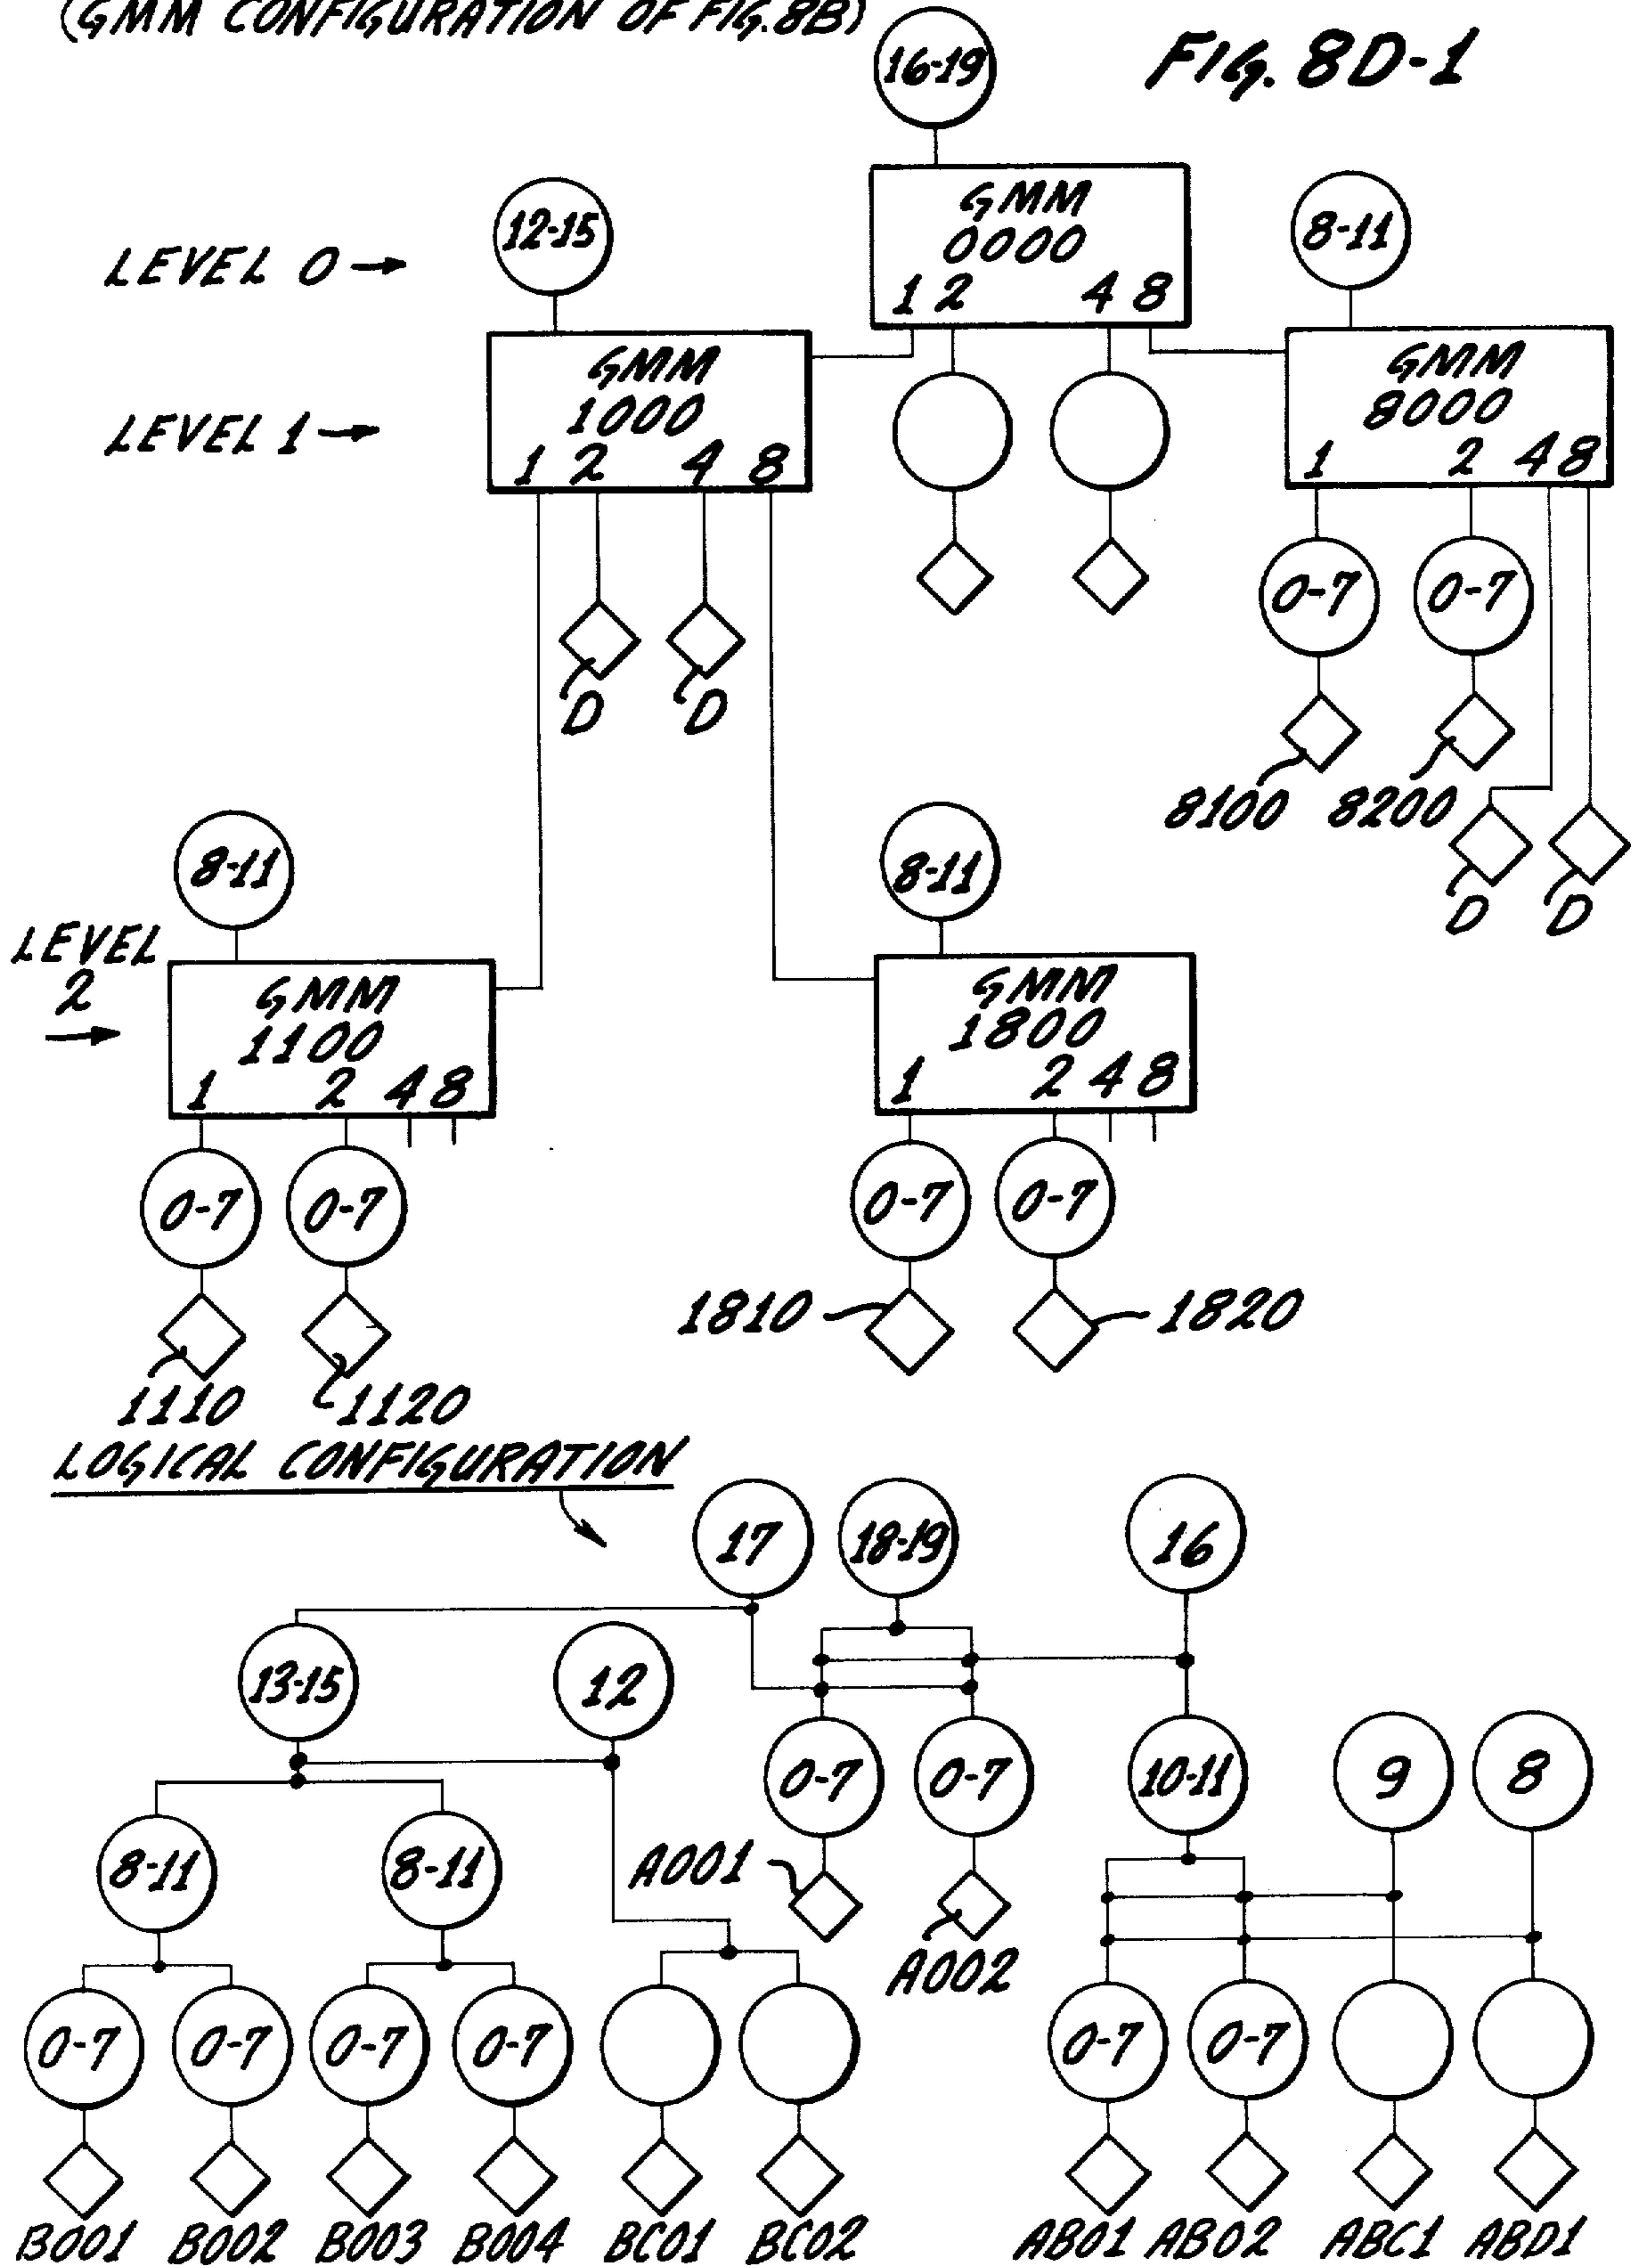 (GMM CONFIGURATION OF FIG. 8B)
FIG. 8D-1
16-19
GMM
0000
1 2 4 8
12-15
8-11
LEVEL 0
GMM
1000
1 2 4 8
GMM
8000
1 2 4 8
LEVEL 1
0-7
0-7
D
D
8100
8200
D
D
8-11
8-11
LEVEL
2
GMM
1100
1 2 4 8
GMM
1800
1 2 4 8
0-7
0-7
0-7
0-7
1110
1120
1810
1820
LOGICAL CONFIGURATION
17
18-19
16
13-15
12
0-7
0-7
10-11
9
8
8-11
8-11
A001
A002
0-7
0-7
0-7
0-7
0-7
0-7
B001
B002
B003
B004
BC01
BC02
AB01
AB02
ABC1
ABD1